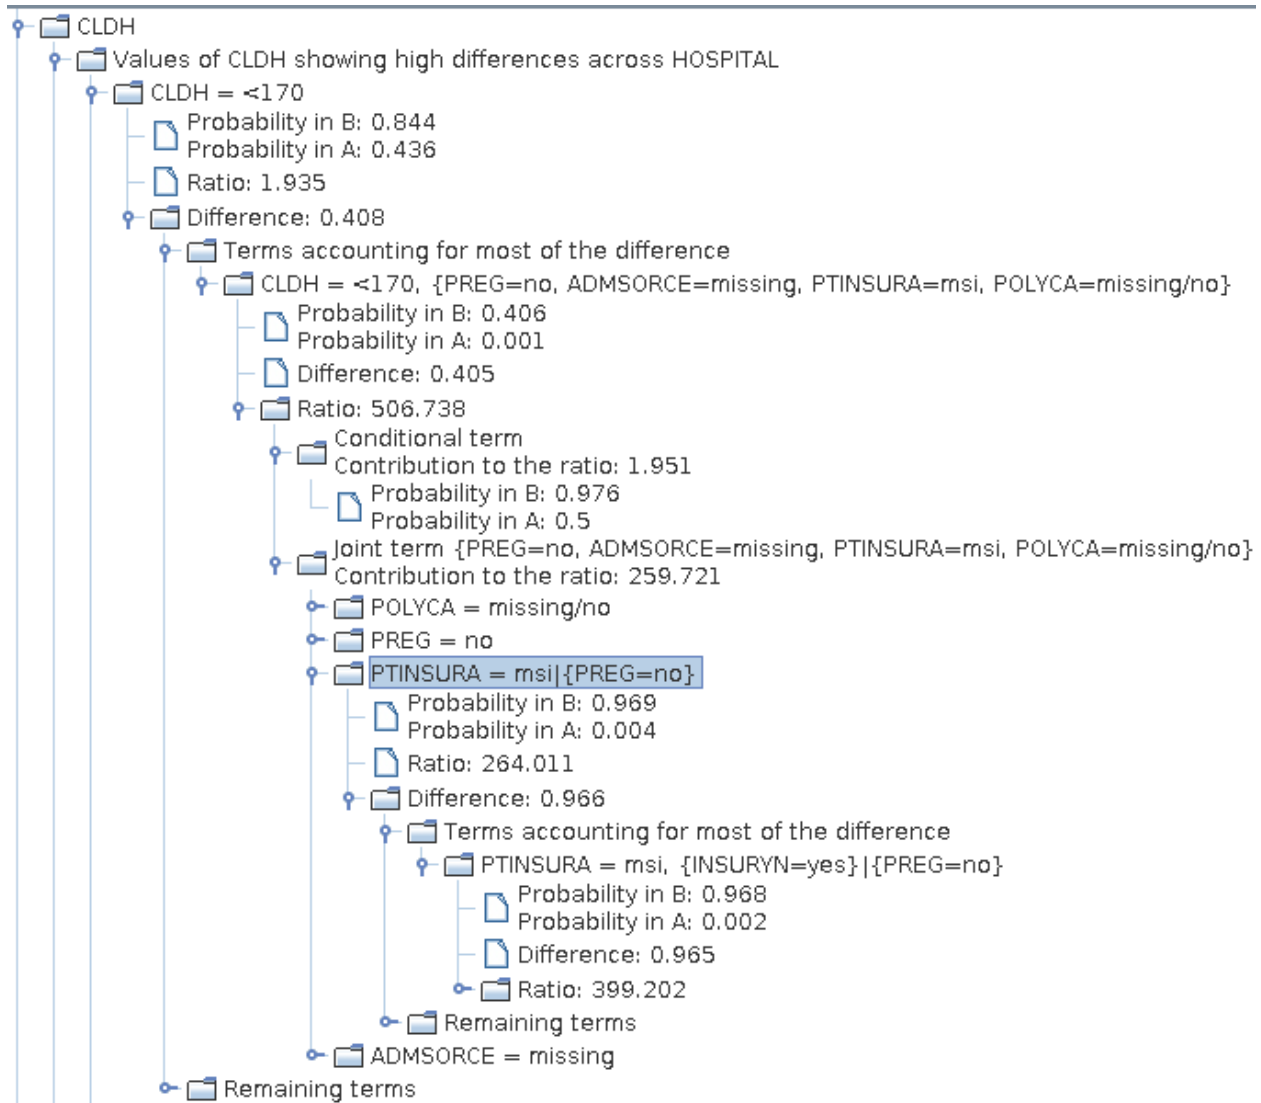 CLDH
Values of CLDH showing high differences across HOSPITAL
CLDH = <170
Probability in B: 0.844
Probability in A: 0.436
Ratio: 1.935
Difference: 0.408
Terms accounting for most of the difference
CLDH = <170, {PREG=no, ADMSORCE=missing, PTINSURA=msi, POLYCA=missing/no}
Probability in B: 0.406
Probability in A: 0.001
Difference: 0.405
Ratio: 506.738
Conditional term
Contribution to the ratio: 1.951
Probability in B: 0.976
Probability in A: 0.5
Joint term {PREG=no, ADMSORCE=missing, PTINSURA=msi, POLYCA=missing/no}
Contribution to the ratio: 259.721
POLYCA = missing/no
PREG = no
PTINSURA = msi|{PREG=no}
Probability in B: 0.969
Probability in A: 0.004
Ratio: 264.011
Difference: 0.966
Terms accounting for most of the difference
PTINSURA = msi, {INSURYN=yes}|{PREG=no}
Probability in B: 0.968
Probability in A: 0.002
Difference: 0.965
Ratio: 399.202
Remaining terms
ADMSORCE = missing
Remaining terms